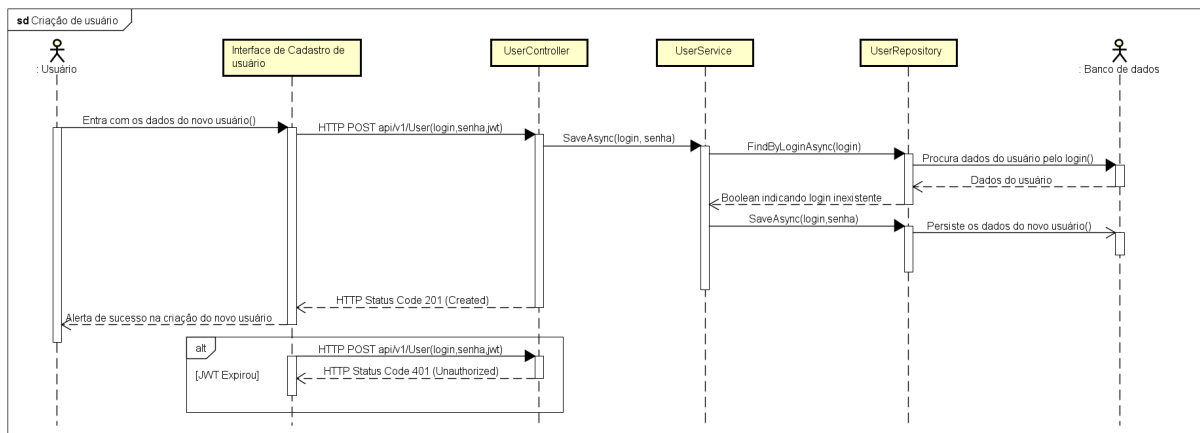 sd Criação de usuário
: Usuário
Interface de Cadastro de
usuário
UserController
UserService
UserRepository
: Banco de dados
Entra com os dados do novo usuário()
HTTP POST api/v1/User(login,senha,jwt)
SaveAsync(login, senha)
FindByLoginAsync(login)
Procura dados do usuário pelo login()
Dados do usuário
Boolean indicando login inexistente
SaveAsync(login,senha)
Persiste os dados do novo usuário()
HTTP Status Code 201 (Created)
Alerta de sucesso na criação do novo usuário
alt
HTTP POST api/v1/User(login,senha,jwt)
[JWT Expirou]
HTTP Status Code 401 (Unauthorized)